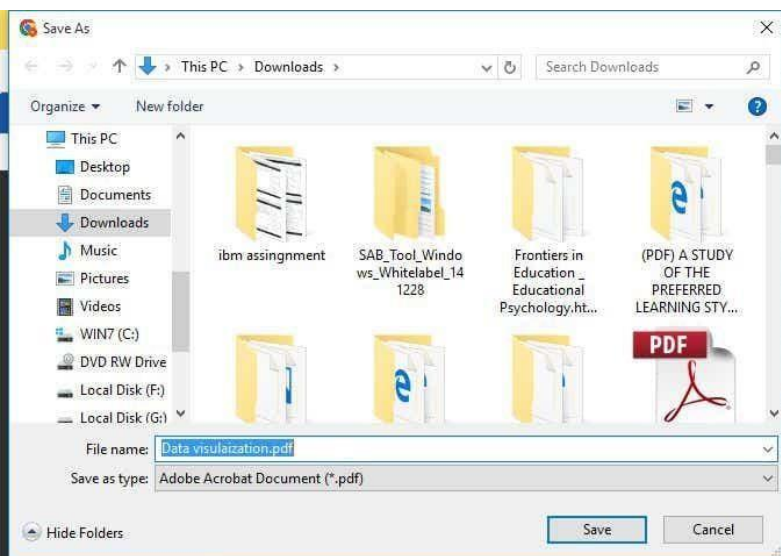 Save As
This PC > Downloads >
Search Downloads
Organize
New folder
This PC
Desktop
Documents
Downloads
Music
Pictures
Videos
WIN7 (C:)
DVD RW Drive
Local Disk (F:)
Local Disk (G:)
ibm assingnment
SAB_Tool_Windo
ws_Whitelabel_14
1228
Frontiers in
Education _
Educational
Psychology.ht...
(PDF) A STUDY
OF THE
PREFERRED
LEARNING STY...
PDF
File name: Data visulaization.pdf
Save as type: Adobe Acrobat Document (*.pdf)
Hide Folders
Save
Cancel